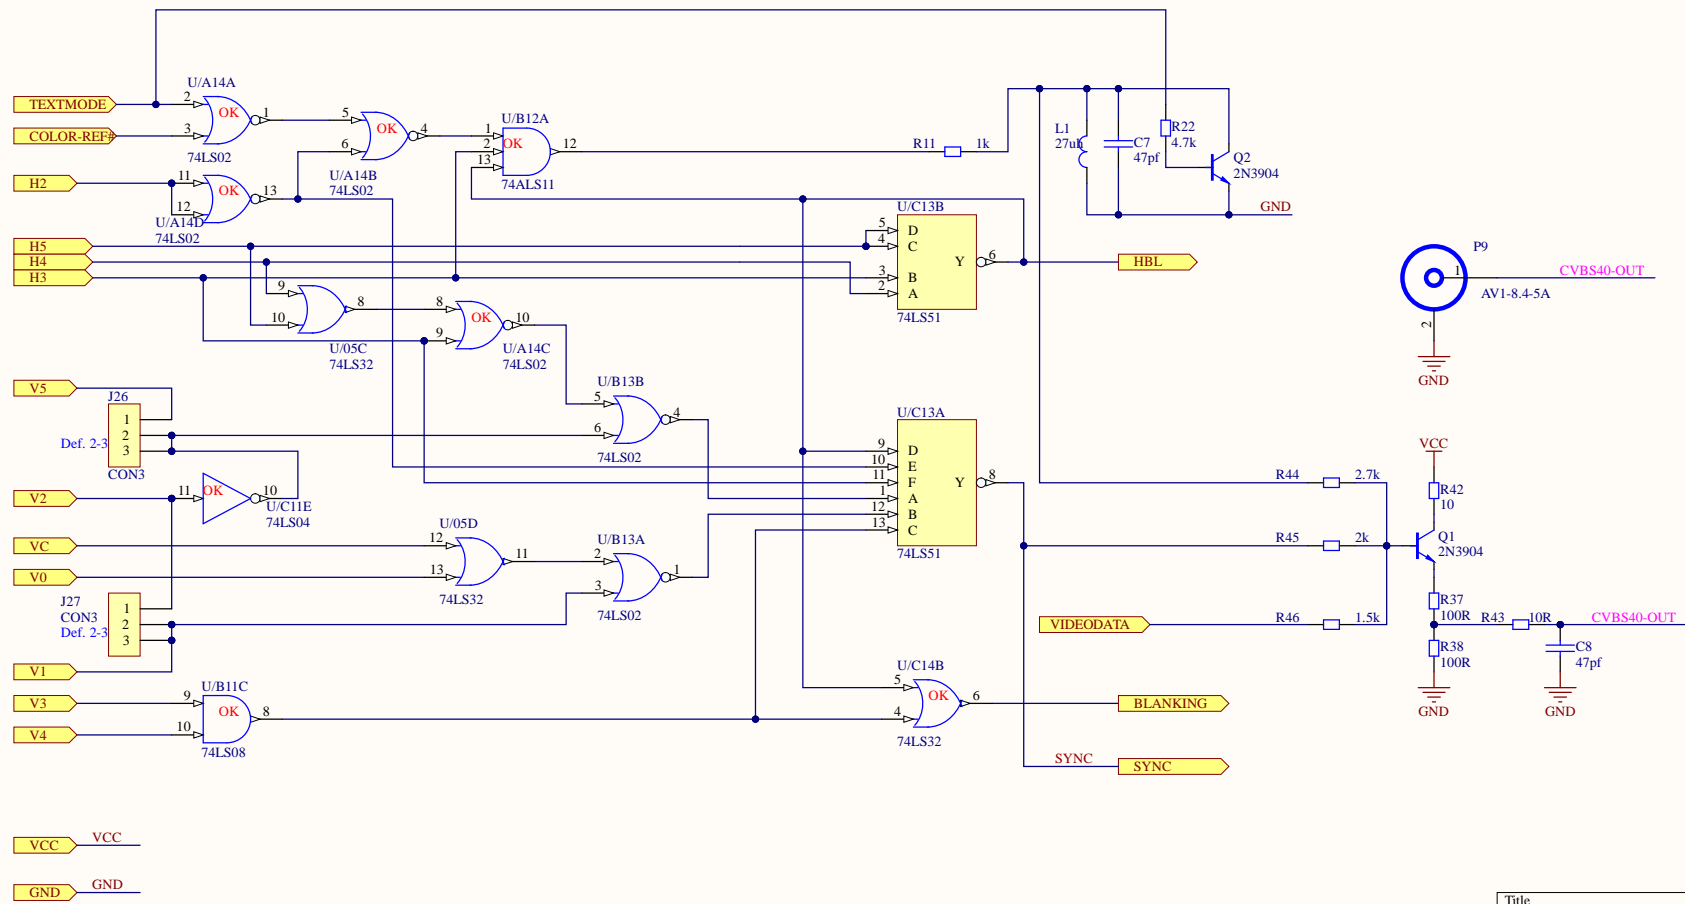 U/A14A
TEXTMODE
2
OK
1
COLOR-REF#
3
74LS02
5
OK
4
6
U/A14B
74LS02
U/B12A
1
2
OK
13
12
74ALS11
R11
1k
L1
27uh
C7
47pf
R22
4.7k
Q2
2N3904
GND
H2
11
OK
13
12
U/A14D
74LS02
H5
H4
H3
U/C13B
5
D
4
C
Y
6
3
B
2
A
74LS51
HBL
P9
1
CVBS40-OUT
AV1-8.4-5A
2
GND
9
8
10
U/05C
74LS32
8
OK
10
9
U/A14C
74LS02
V5
J26
1
2
3
Def. 2-3
CON3
U/B13B
5
4
6
74LS02
V2
11
OK
10
U/C11E
74LS04
U/C13A
9
D
10
E
11
F
Y
8
1
A
12
B
13
C
74LS51
VC
V0
U/05D
12
11
13
74LS32
U/B13A
2
1
3
74LS02
J27
CON3
Def. 2-3
1
2
3
V1
V3
V4
U/B11C
9
OK
8
10
74LS08
U/C14B
5
OK
6
4
74LS32
BLANKING
SYNC
SYNC
R44
2.7k
R45
2k
VIDEODATA
R46
1.5k
VCC
R42
10
Q1
2N3904
R37
100R
R43
10R
CVBS40-OUT
R38
100R
C8
47pf
GND
GND
VCC
VCC
GND
GND
Title